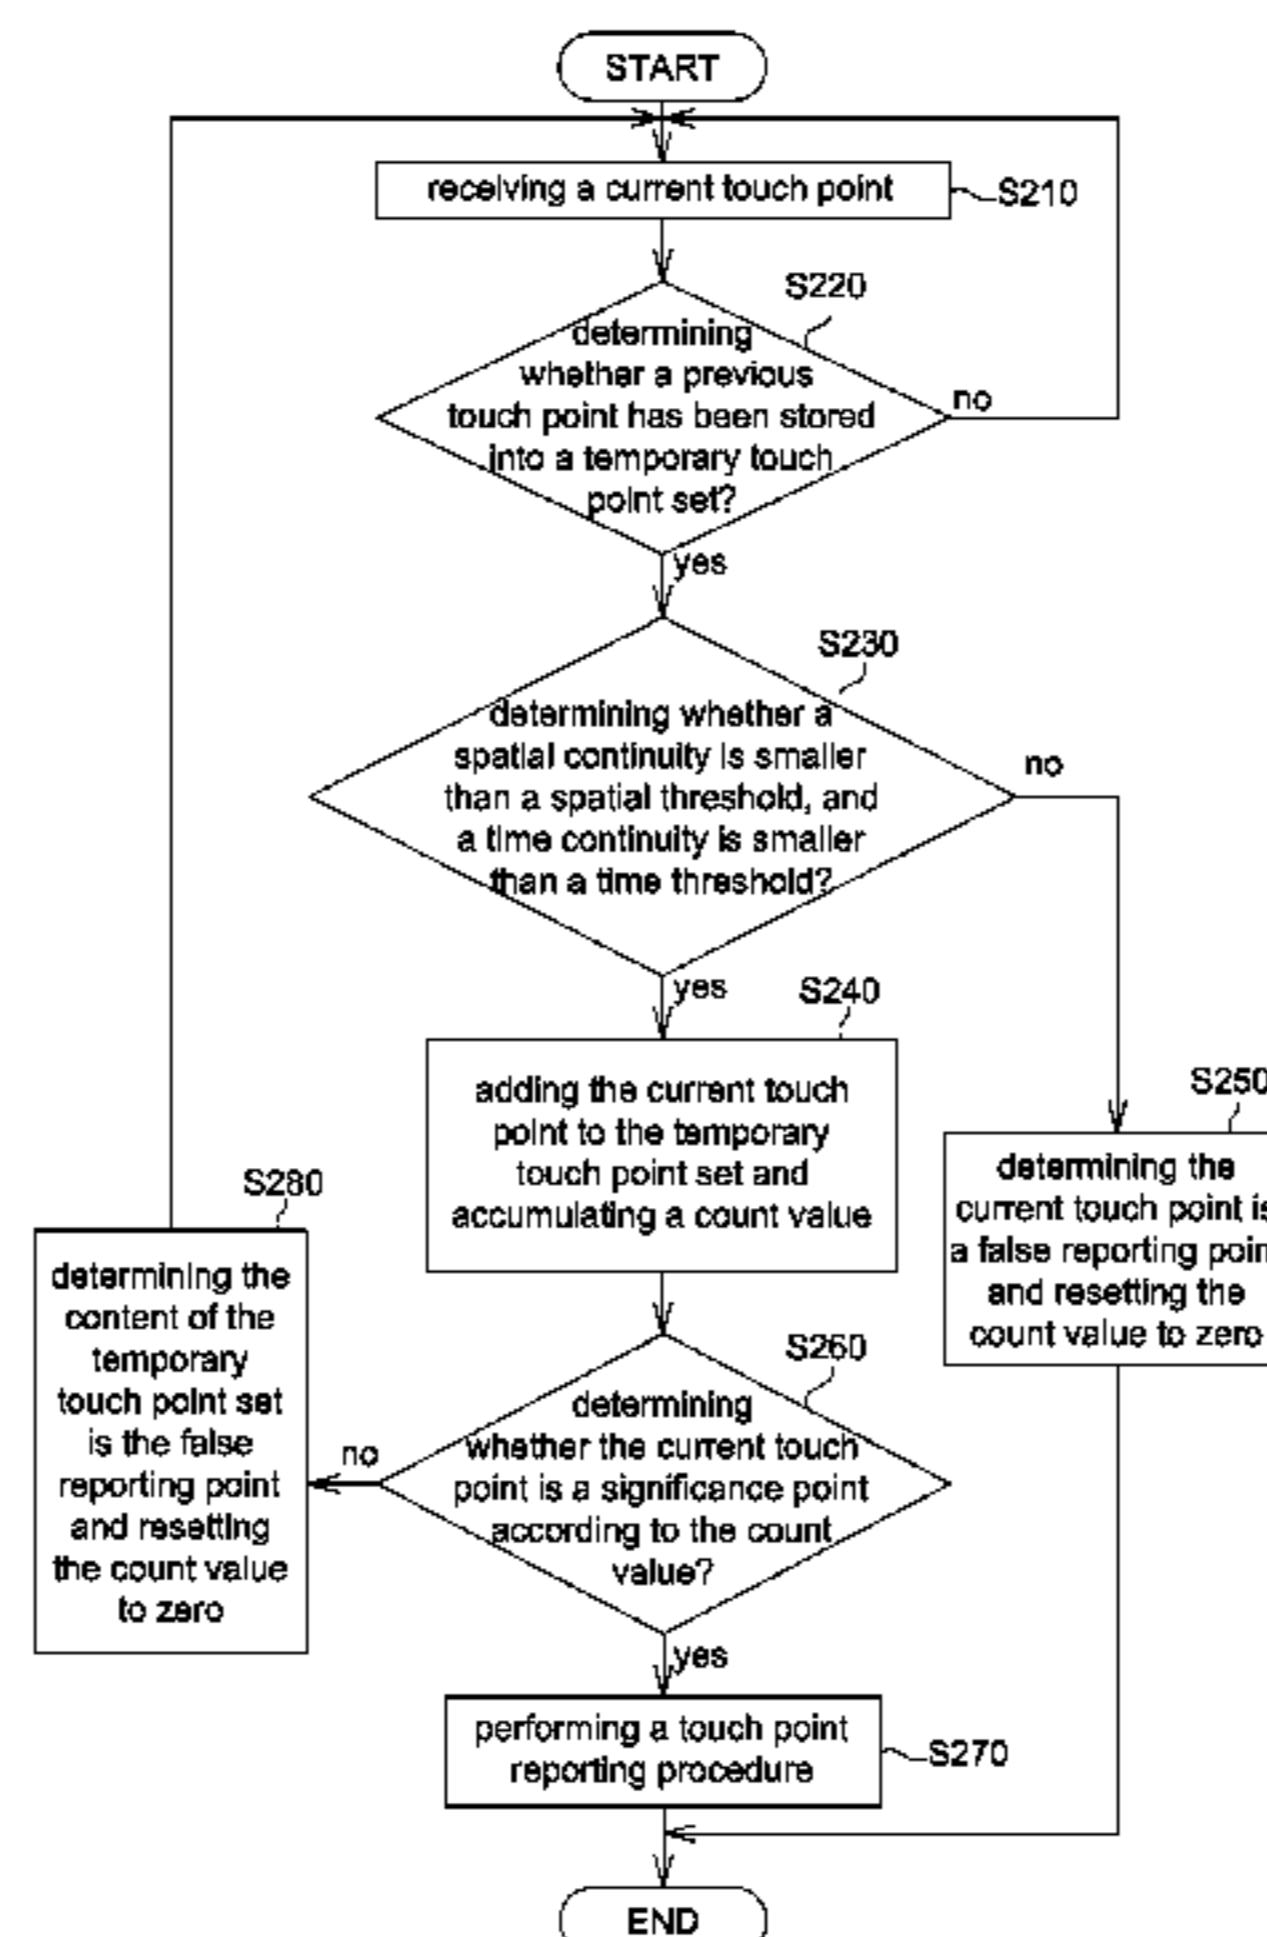 START
receiving a current touch point
S210
S220
determining
whether a previous
touch point has been stored
into a temporary touch
point set?
no
yes
S230
determining whether a
spatial continuity is smaller
than a spatial threshold, and
a time continuity is smaller
than a time threshold?
no
yes
S240
adding the current touch
point to the temporary
touch point set and
accumulating a count value
S250
determining the
current touch point is
a false reporting poin
and resetting the
count value to zero
S280
determining the
content of the
temporary
touch point set
is the false
reporting point
and resetting
the count value
to zero
S260
determining
whether the current touch
point is a significance point
according to the count
value?
no
yes
performing a touch point
reporting procedure
S270
END